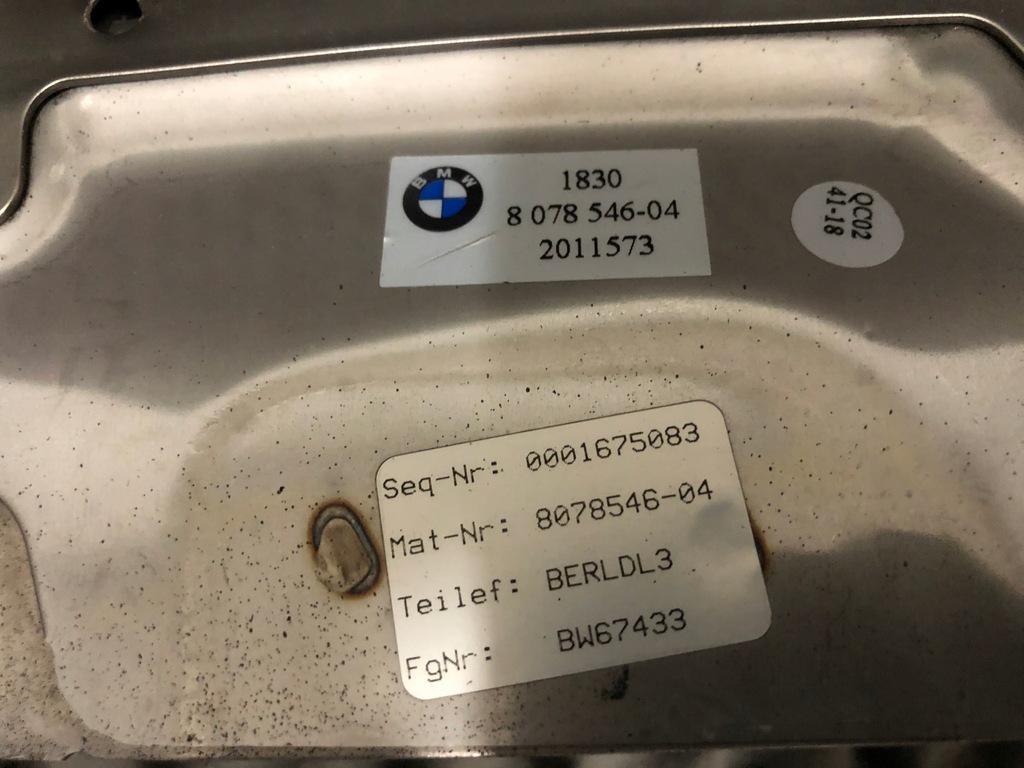 BMW
1830
8 078 546-04
2011573
QC02
41-18
Seq-Nr: 0001675083
Mat-Nr: 8078546-04
Teilef: BERLDL3
FgNr: BW67433